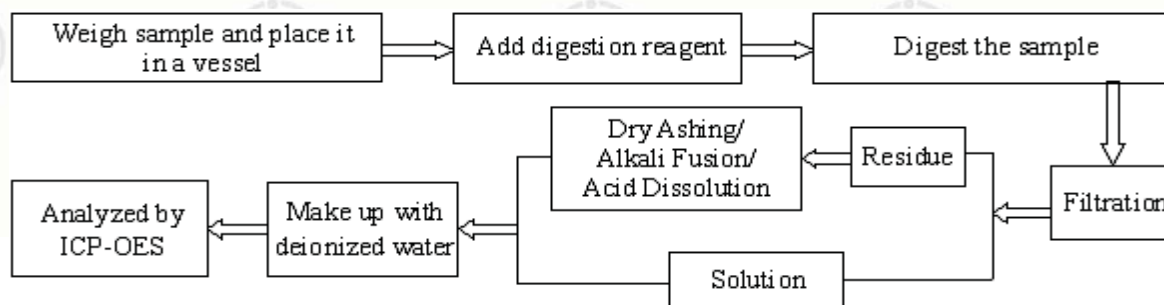 Weigh sample and place it
in a vessel
Add digestion reagent
Digest the sample
Dry Ashing/
Alkali Fusion/
Acid Dissolution
Residue
Filtration
Analyzed by
ICP-OES
Make up with
deionized water
Solution